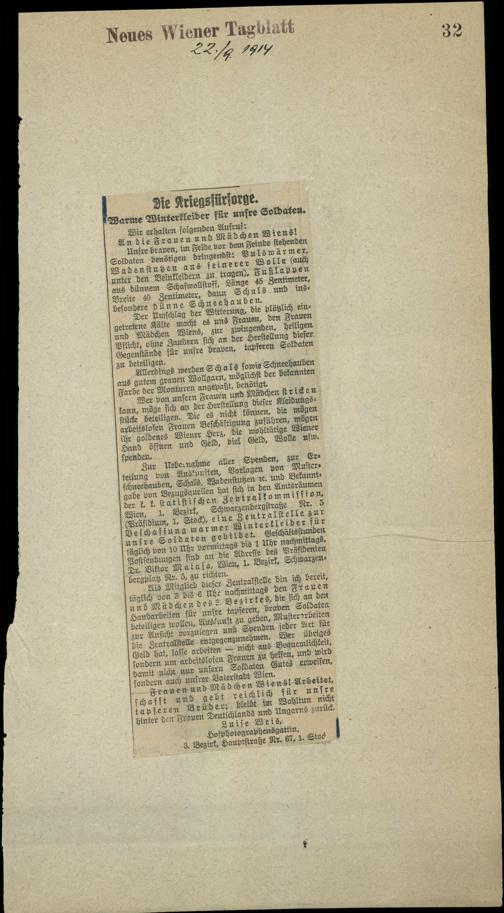 Neues Wiener Tagblatt
32
22./9. 1914
Die Kriegsfürsorge.
Warme Winterkleider für unsre Soldaten.
Wir erhalten folgenden Aufruf:
An die Frauen und Mädchen Wiens!
Unsre braven, im Felde vor dem Feinde stehenden
Soldaten benötigen dringendst: Pulswärmer,
Wadenstutzen aus feinerer Wolle (auch
unter den Beinkleidern zu tragen), Fußlappen
aus dünnem Schafwollstoff, Länge 45 Zentimeter,
Breite 40 Zentimeter, dann Schals und ins-
besondere dünne Schneehauben.
Der Umschlag der Witterung, die plötzlich ein-
getretene Kälte macht es uns Frauen, den Frauen
und Mädchen Wiens, zur zwingenden, heiligen
Pflicht, ohne Zaudern sich an der Herstellung dieser
Gegenstände für unsre braven, tapferen Soldaten
zu beteiligen.
Allerdings werden Schals sowie Schneehauben
aus gutem grauen Wollgarn, möglichst der bekannten
Farbe der Monturen angepaßt, benötigt.
Wer von unsern Frauen und Mädchen stricken
kann, möge sich an der Herstellung dieser Kleidungs-
stücke beteiligen. Die es nicht können, die mögen
arbeitslosen Frauen Beschäftigung zuführen, mögen
ihr goldenes Wiener Herz, die wohltätige Wiener
Hand öffnen und Geld, viel Geld, Wolle usw.
spenden.
Zur Uebernahme aller Spenden, zur Er-
teilung von Auskünften, Vorlagen von Muster-
schneehauben, Schals, Wadenstutzen ec. und Bekannt-
gabe von Bezugsquellen hat sich in den Amtsräumen
der k. k. statistischen Zentralkommission,
Wien, 1. Bezirk, Schwarzenbergstraße Nr. 5
(Präsidium, 1. Stock), eine Zentralstelle zur
Beschaffung warmer Winterkleider für
unsre Soldaten gebildet. Geschäftsstunden
täglich von 10 Uhr vormittags bis 1 Uhr nachmittags.
Postsendungen sind an die Adresse des Präsidenten
Dr. Viktor Mataja, Wien, 1. Bezirk, Schwarzen-
bergplatz Nr. 5, zu richten.
Als Mitglied dieser Zentralstelle bin ich bereit,
täglich von 3 bis 6 Uhr nachmittags den Frauen
und Mädchen des 3. Bezirkes, die sich an den
Handarbeiten für unsre tapferen, braven Soldaten
beteiligen wollen, Auskunft zu geben, Musterarbeiten
zur Ansicht vorzulegen und Spenden jeder Art für
die Zentralstelle entgegenzunehmen. Wer übriges
Geld hat, lasse arbeiten — nicht aus Bequemlichkeit,
sondern um arbeitslosen Frauen zu helfen, und wird
damit nicht nur unsern Soldaten Gutes erweisen,
sondern auch unsrer Vaterstadt Wien.
Frauen und Mädchen Wiens! Arbeitet,
schafft und gebt reichlich für unsre
tapferen Brüder; bleibt im Wohltun nicht
hinter den Frauen Deutschlands und Ungarns zurück.
Luise Weis,
Hofphotographensgattin,
3. Bezirk, Hauptstraße Nr. 67, 1. Stock